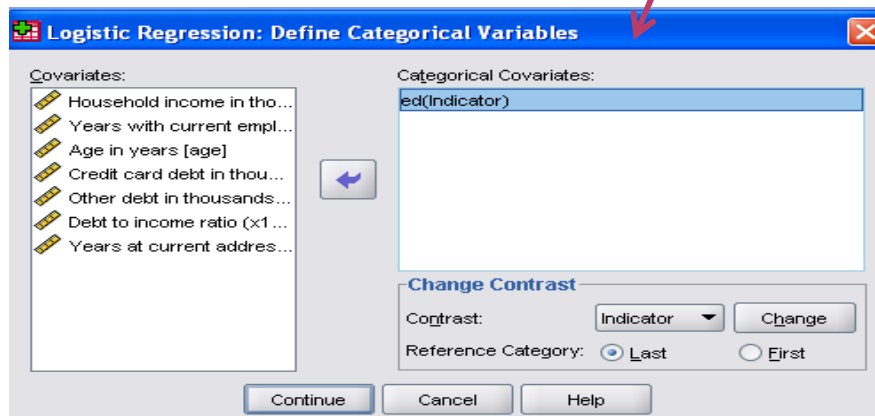 Logistic Regression: Define Categorical Variables
Covariates:
Household income in tho...
Years with current empl...
Age in years [age]
Credit card debt in thou...
Other debt in thousands...
Debt to income ratio (x1...
Years at current addres...
Categorical Covariates:
ed(Indicator)
Change Contrast
Contrast: Indicator Change
Reference Category: Last First
Continue Cancel Help